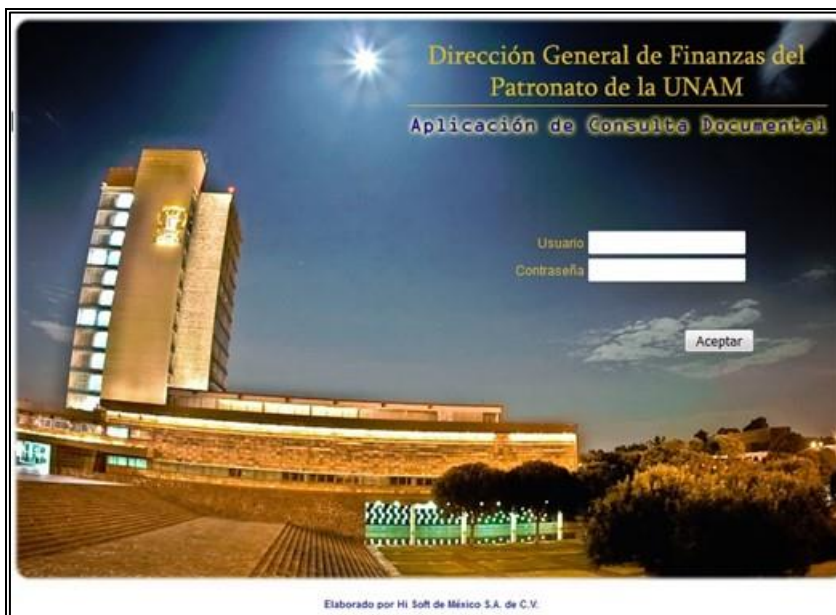 Dirección General de Finanzas del
Patronato de la UNAM
Aplicación de Consulta Documental
Usuario
Contraseña
Aceptar
Elaborado por Hi Soft de México S.A. de C.V.